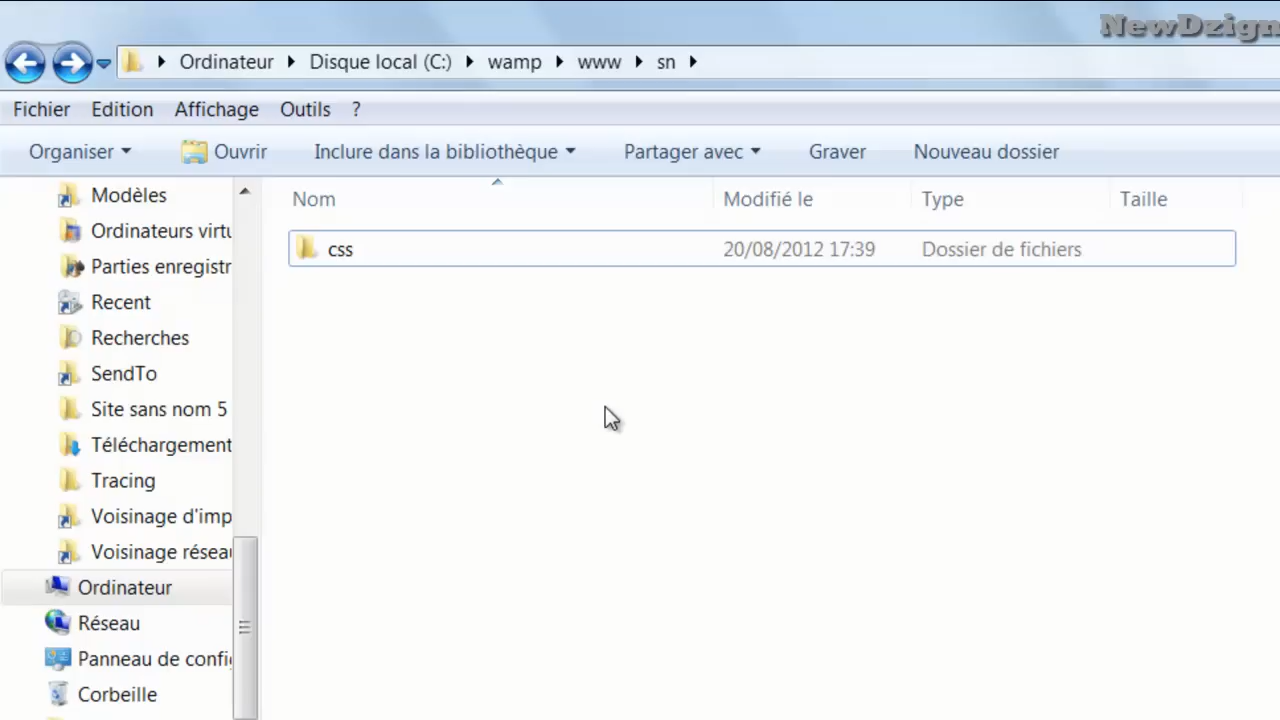 NewDzign
Ordinateur Disque local (C:) wamp www sn
Fichier Edition Affichage Outils ?
Organiser Ouvrir Inclure dans la bibliothèque Partager avec Graver Nouveau dossier
Modèles
Ordinateurs virtu
Parties enregistr
Recent
Recherches
SendTo
Site sans nom 5
Téléchargement
Tracing
Voisinage d'imp
Voisinage réseau
Ordinateur
Réseau
Panneau de config
Corbeille
Nom Modifié le Type Taille
css 20/08/2012 17:39 Dossier de fichiers